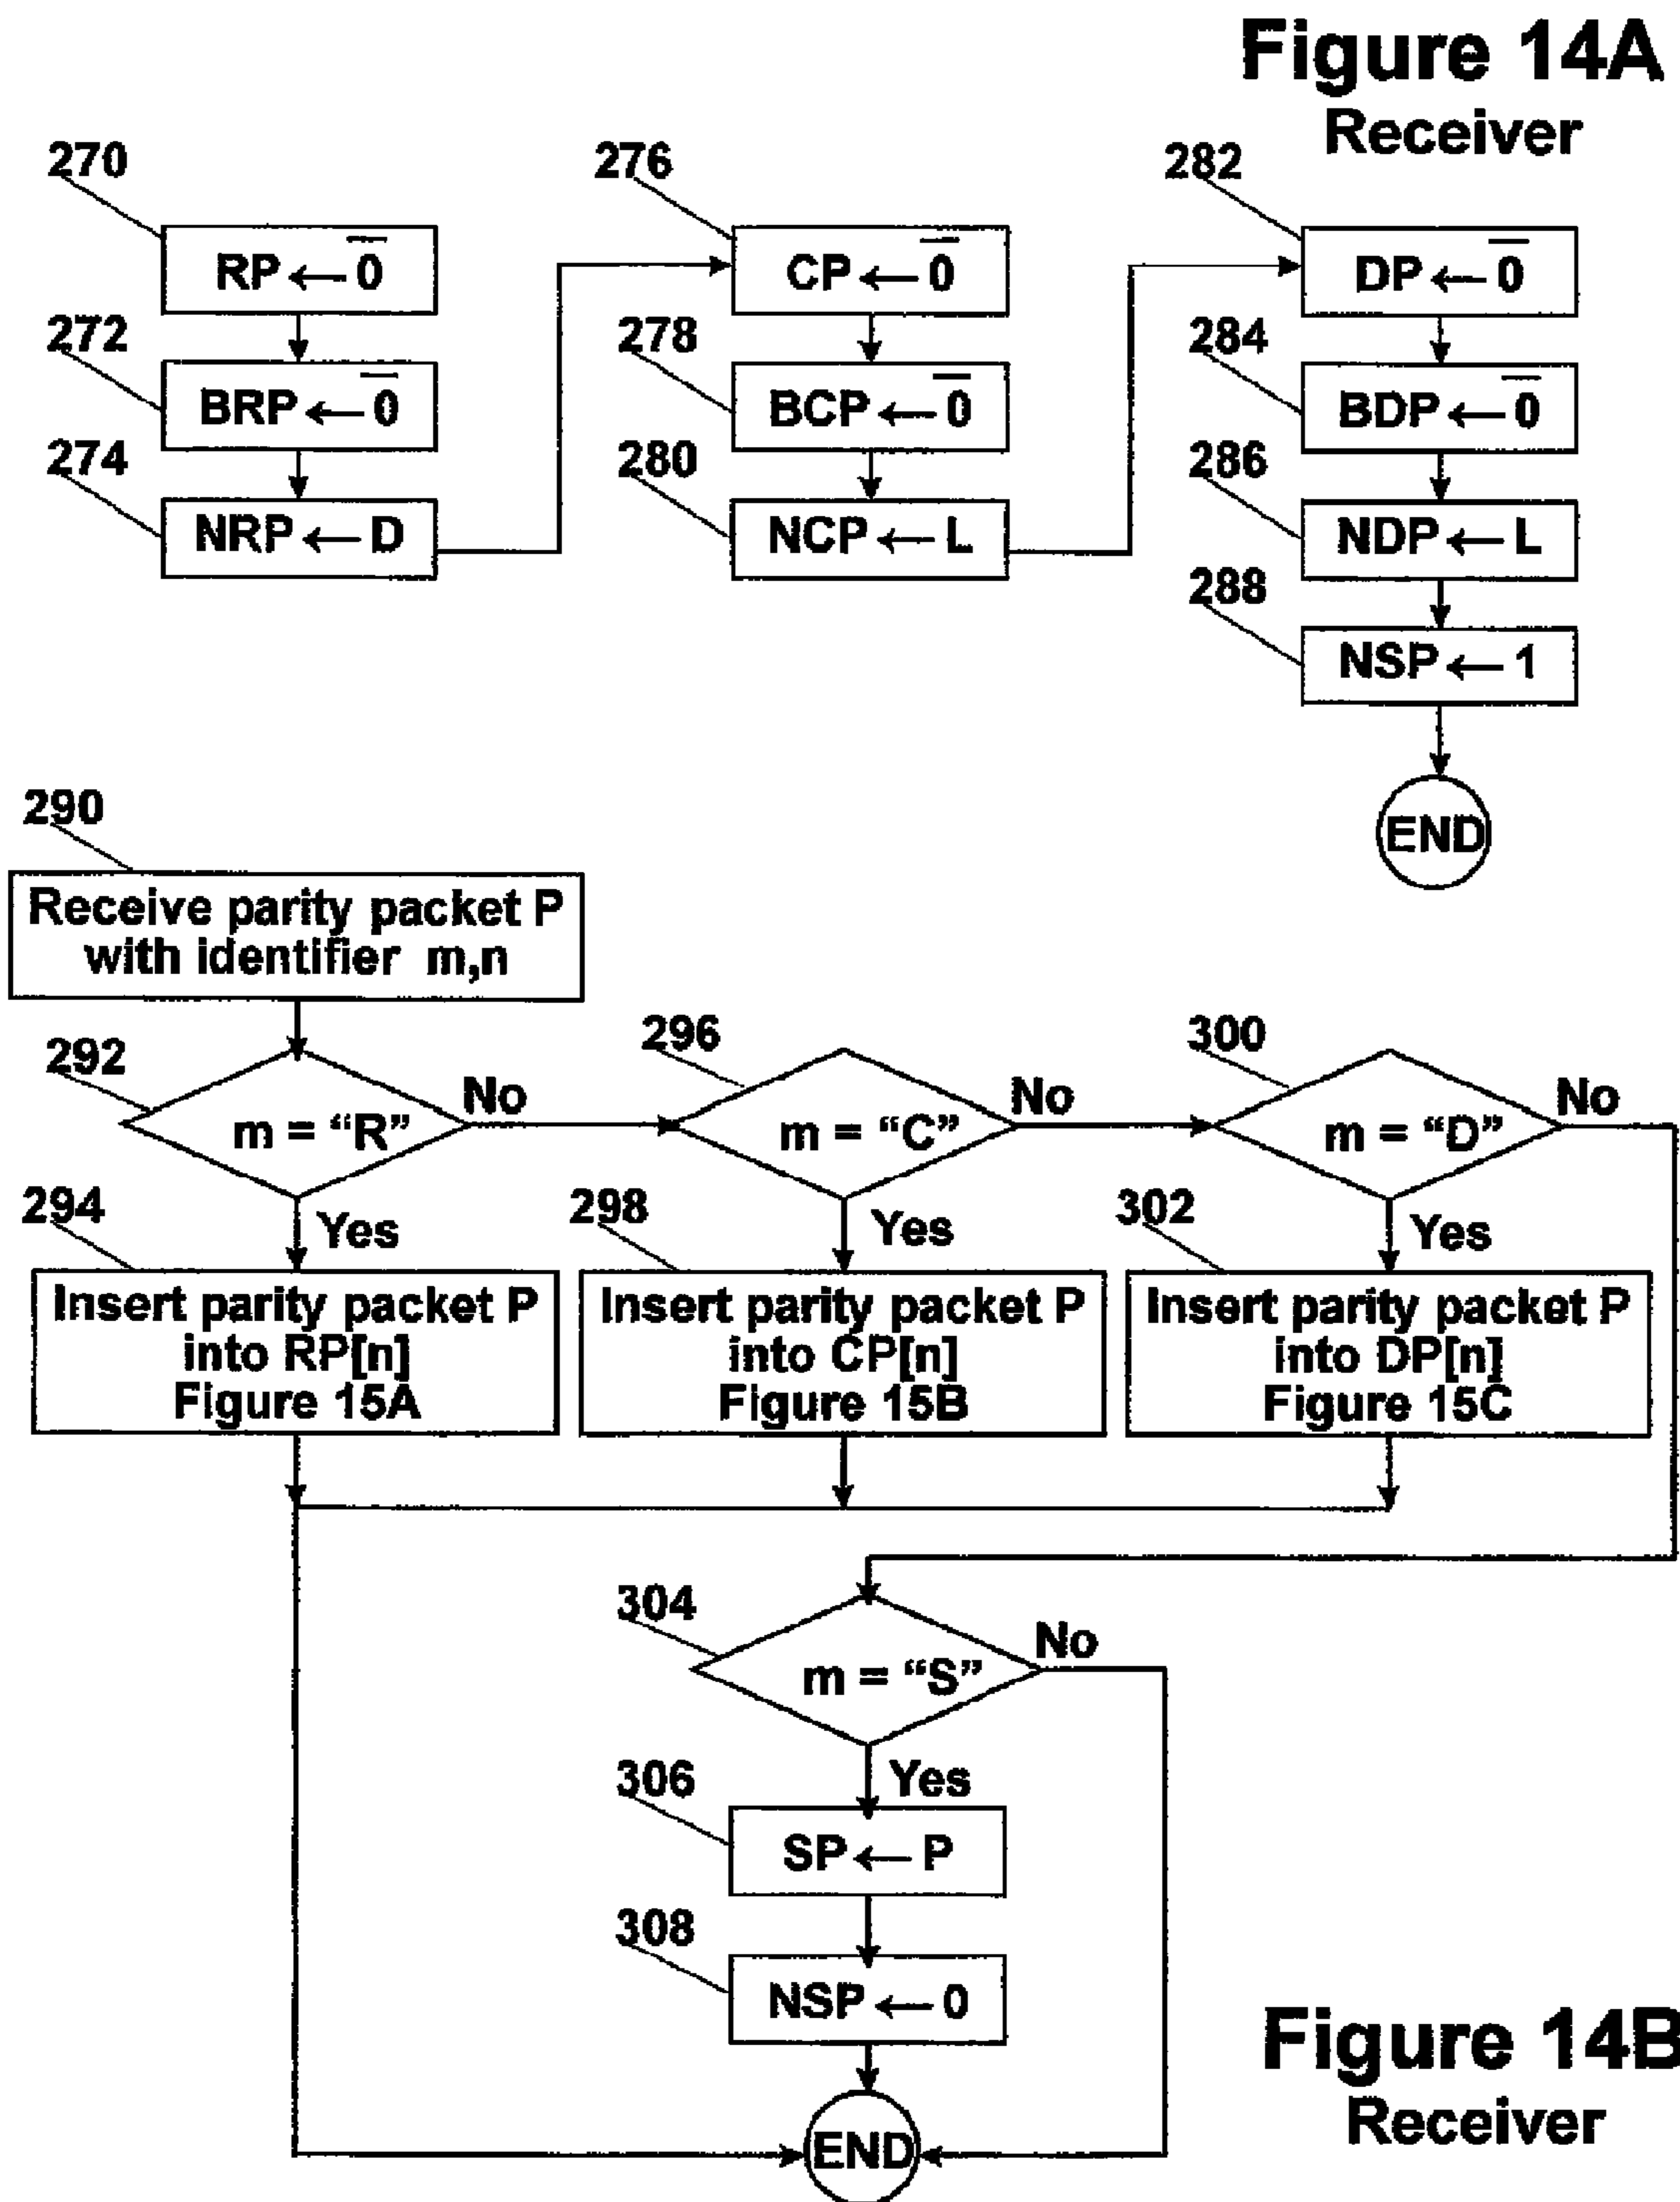 Figure 14A
Receiver
270
276
282
RP ← 0̅
CP ← 0̅
DP ← 0̅
272
278
284
BRP ← 0̅
BCP ← 0̅
BDP ← 0̅
274
280
286
NRP ← D
NCP ← L
NDP ← L
288
NSP ← 1
END
290
Receive parity packet P
with identifier m,n
292
296
300
No
No
No
m = “R”
m = “C”
m = “D”
294
298
302
Yes
Yes
Yes
Insert parity packet P
into RP[n]
Figure 15A
Insert parity packet P
into CP[n]
Figure 15B
Insert parity packet P
into DP[n]
Figure 15C
304
No
m = “S”
306
Yes
SP ← P
308
NSP ← 0
END
Figure 14B
Receiver